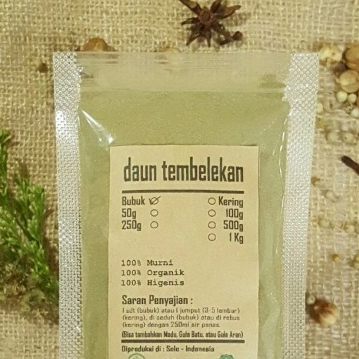 daun tembelekan
Bubuk Kering
50g 100g
250g 500g
1 Kg
100% Murni
100% Organik
100% Higenis
Saran Penyajian :
1 sdt (bubuk) atau 1 jumput (3-5 lembar)
(kering), di seduh (bubuk) atau di rebus
(kering) dengan 250ml air panas.
(Bisa tambahkan Madu, Gula Batu, atau Gula Aren)
Diproduksi di : Solo - Indonesia